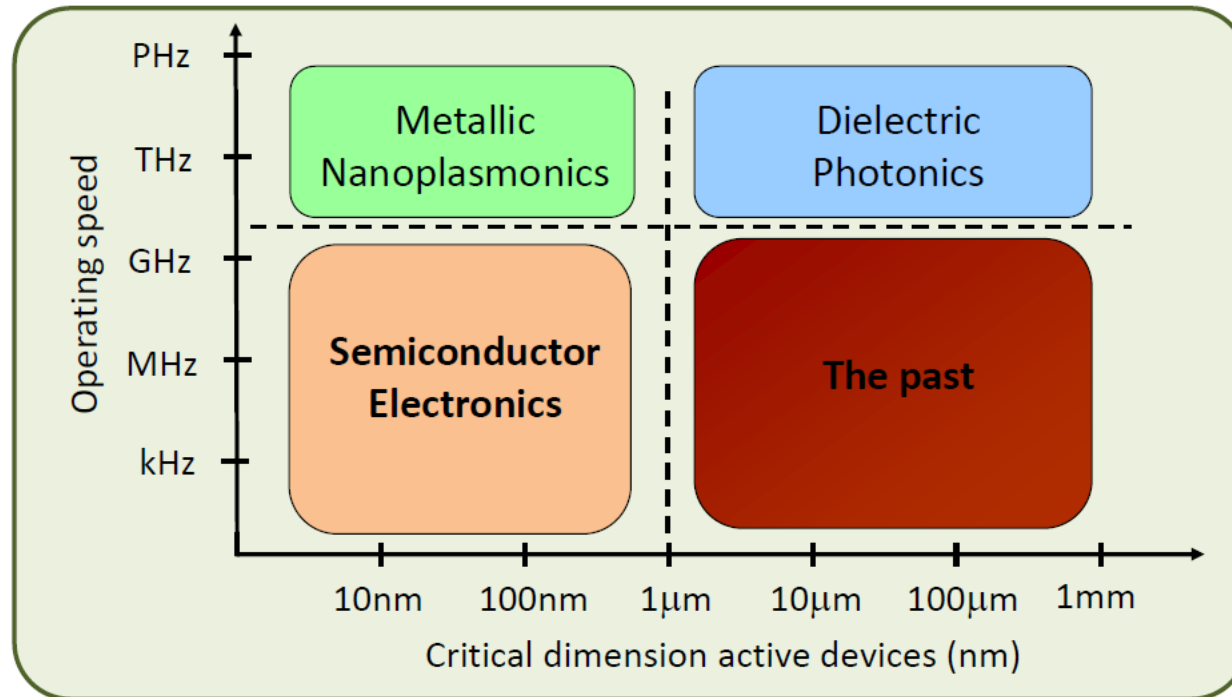 PHz
THz
GHz
MHz
kHz
Operating speed
Metallic
Nanoplasmonics
Dielectric
Photonics
Semiconductor
Electronics
The past
10nm
100nm
1μm
10μm
100μm
1mm
Critical dimension active devices (nm)